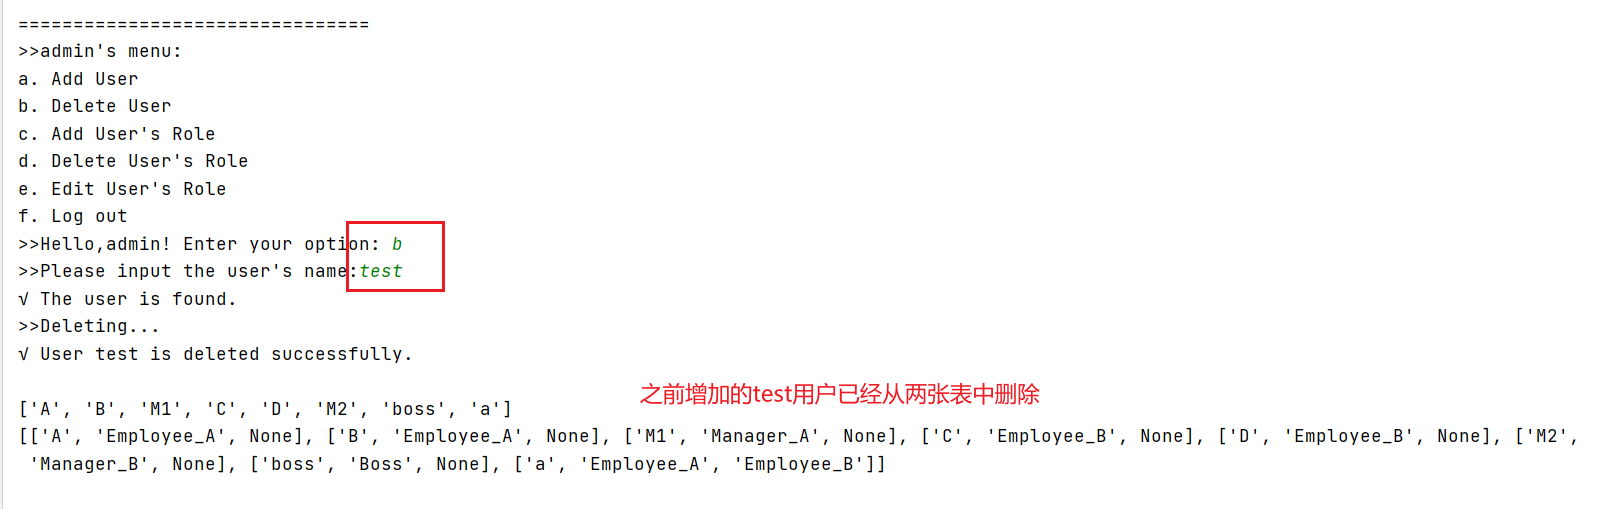 ================================
>>admin's menu:
a. Add User
b. Delete User
c. Add User's Role
d. Delete User's Role
e. Edit User's Role
f. Log out
>>Hello,admin! Enter your option: b
>>Please input the user's name:test
√ The user is found.
>>Deleting...
√ User test is deleted successfully.
之前增加的test用户已经从两张表中删除
['A', 'B', 'M1', 'C', 'D', 'M2', 'boss', 'a']
[['A', 'Employee_A', None], ['B', 'Employee_A', None], ['M1', 'Manager_A', None], ['C', 'Employee_B', None], ['D', 'Employee_B', None], ['M2',
'Manager_B', None], ['boss', 'Boss', None], ['a', 'Employee_A', 'Employee_B']]